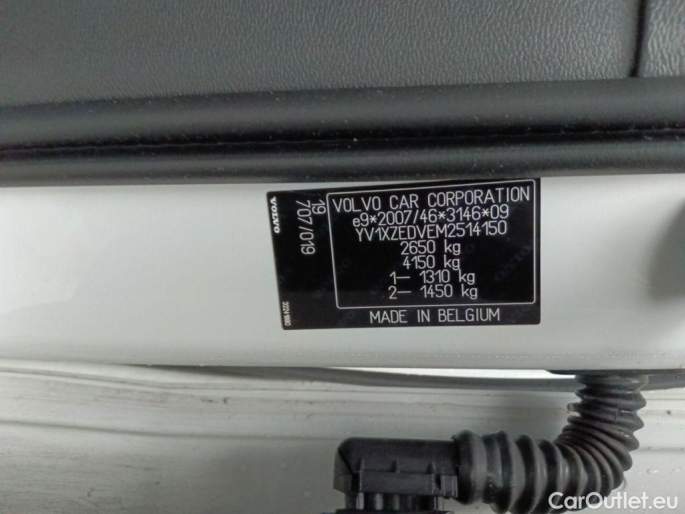 VOLVO CAR CORPORATION
e9*2007/46*3146*09
YV1XZEDVEM2514150
2650 kg
4150 kg
1— 1310 kg
2— 1450 kg
MADE IN BELGIUM
19
707/019
VOLVO
CarOutlet.eu